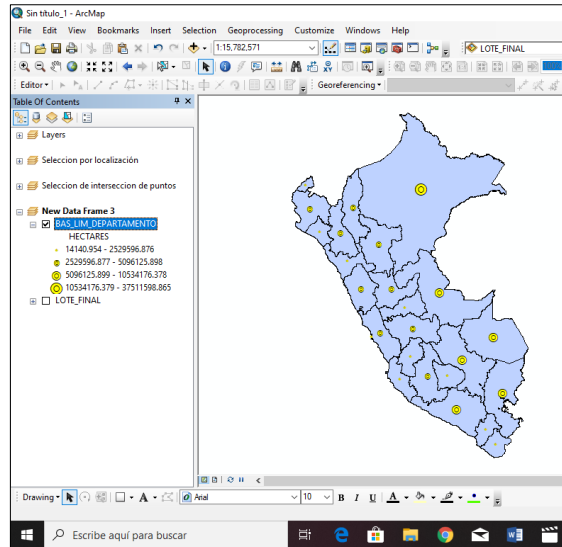 Sin título_1 - ArcMap
File Edit View Bookmarks Insert Selection Geoprocessing Customize Windows Help
1:15,782,571 LOTE_FINAL
Editor Georeferencing
Table Of Contents
Layers
Seleccion por localización
Seleccion de interseccion de puntos
New Data Frame 3
BAS_LIM_DEPARTAMENTO
HECTARES
14140.954 - 2529596.876
2529596.877 - 5096125.898
5096125.899 - 10534176.378
10534176.379 - 37511598.865
LOTE_FINAL
Drawing A Arial 10 B I U A
Escribe aquí para buscar